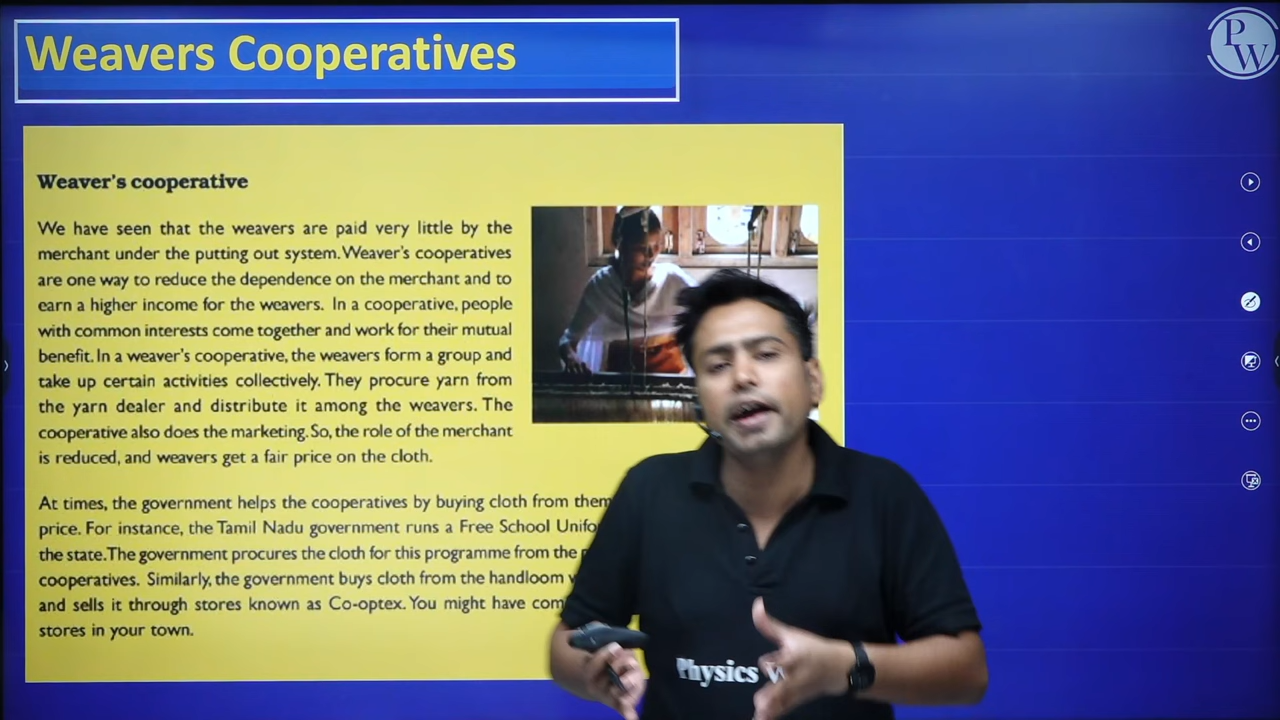 Weavers Cooperatives
PW
Weaver's cooperative
We have seen that the weavers are paid very little by the
merchant under the putting out system. Weaver's cooperatives
are one way to reduce the dependence on the merchant and to
earn a higher income for the weavers. In a cooperative, people
with common interests come together and work for their mutual
benefit. In a weaver's cooperative, the weavers form a group and
take up certain activities collectively. They procure yarn from
the yarn dealer and distribute it among the weavers. The
cooperative also does the marketing. So, the role of the merchant
is reduced, and weavers get a fair price on the cloth.
At times, the government helps the cooperatives by buying cloth from them
price. For instance, the Tamil Nadu government runs a Free School
the state. The government procures the cloth for this programme from the
cooperatives. Similarly, the government buys cloth from the handloom
and sells it through stores known as Co-optex. You might have
stores in your town.
Physics W